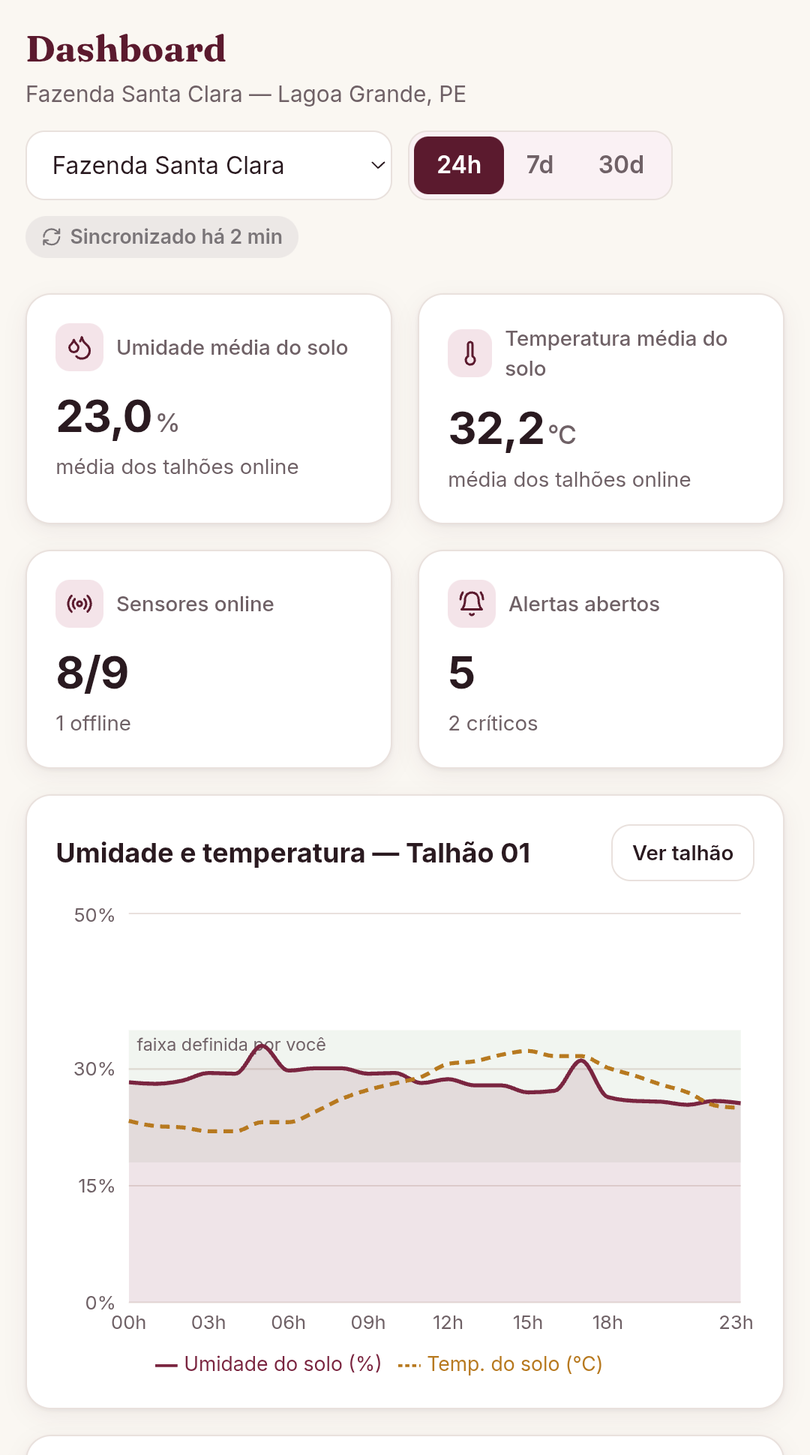 Dashboard
Fazenda Santa Clara — Lagoa Grande, PE
Fazenda Santa Clara
24h
7d
30d
Sincronizado há 2 min
Umidade média do solo
23,0 %
média dos talhões online
Temperatura média do
solo
32,2 °C
média dos talhões online
Sensores online
8/9
1 offline
Alertas abertos
5
2 críticos
Umidade e temperatura — Talhão 01
Ver talhão
50%
faixa definida por você
30%
15%
0%
00h 03h 06h 09h 12h 15h 18h 23h
Umidade do solo (%) Temp. do solo (°C)